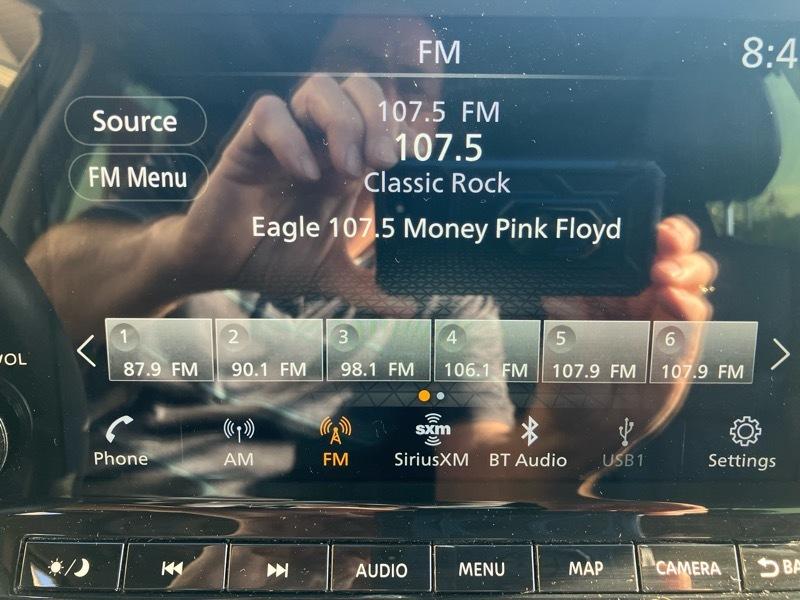 FM
8:4
Source
107.5 FM
107.5
FM Menu
Classic Rock
Eagle 107.5 Money Pink Floyd
VOL
1
87.9 FM
2
90.1 FM
3
98.1 FM
4
106.1 FM
5
107.9 FM
6
107.9 FM
Phone
AM
FM
sxm
SiriusXM
BT Audio
USB1
Settings
AUDIO
MENU
MAP
CAMERA
BA